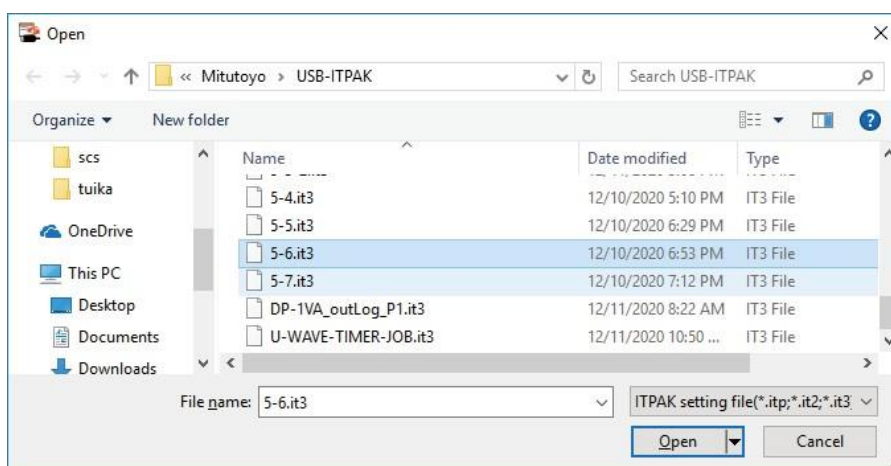 Open
« Mitutoyo › USB-ITPAK
Search USB-ITPAK
Organize New folder
Name Date modified Type
5-4.it3 12/10/2020 5:10 PM IT3 File
5-5.it3 12/10/2020 6:29 PM IT3 File
5-6.it3 12/10/2020 6:53 PM IT3 File
5-7.it3 12/10/2020 7:12 PM IT3 File
DP-1VA_outLog_P1.it3 12/11/2020 8:22 AM IT3 File
U-WAVE-TIMER-JOB.it3 12/11/2020 10:50 ... IT3 File
scs
tuika
OneDrive
This PC
Desktop
Documents
Downloads
File name: 5-6.it3 ITPAK setting file(*.itp;*.it2;*.it3
Open Cancel